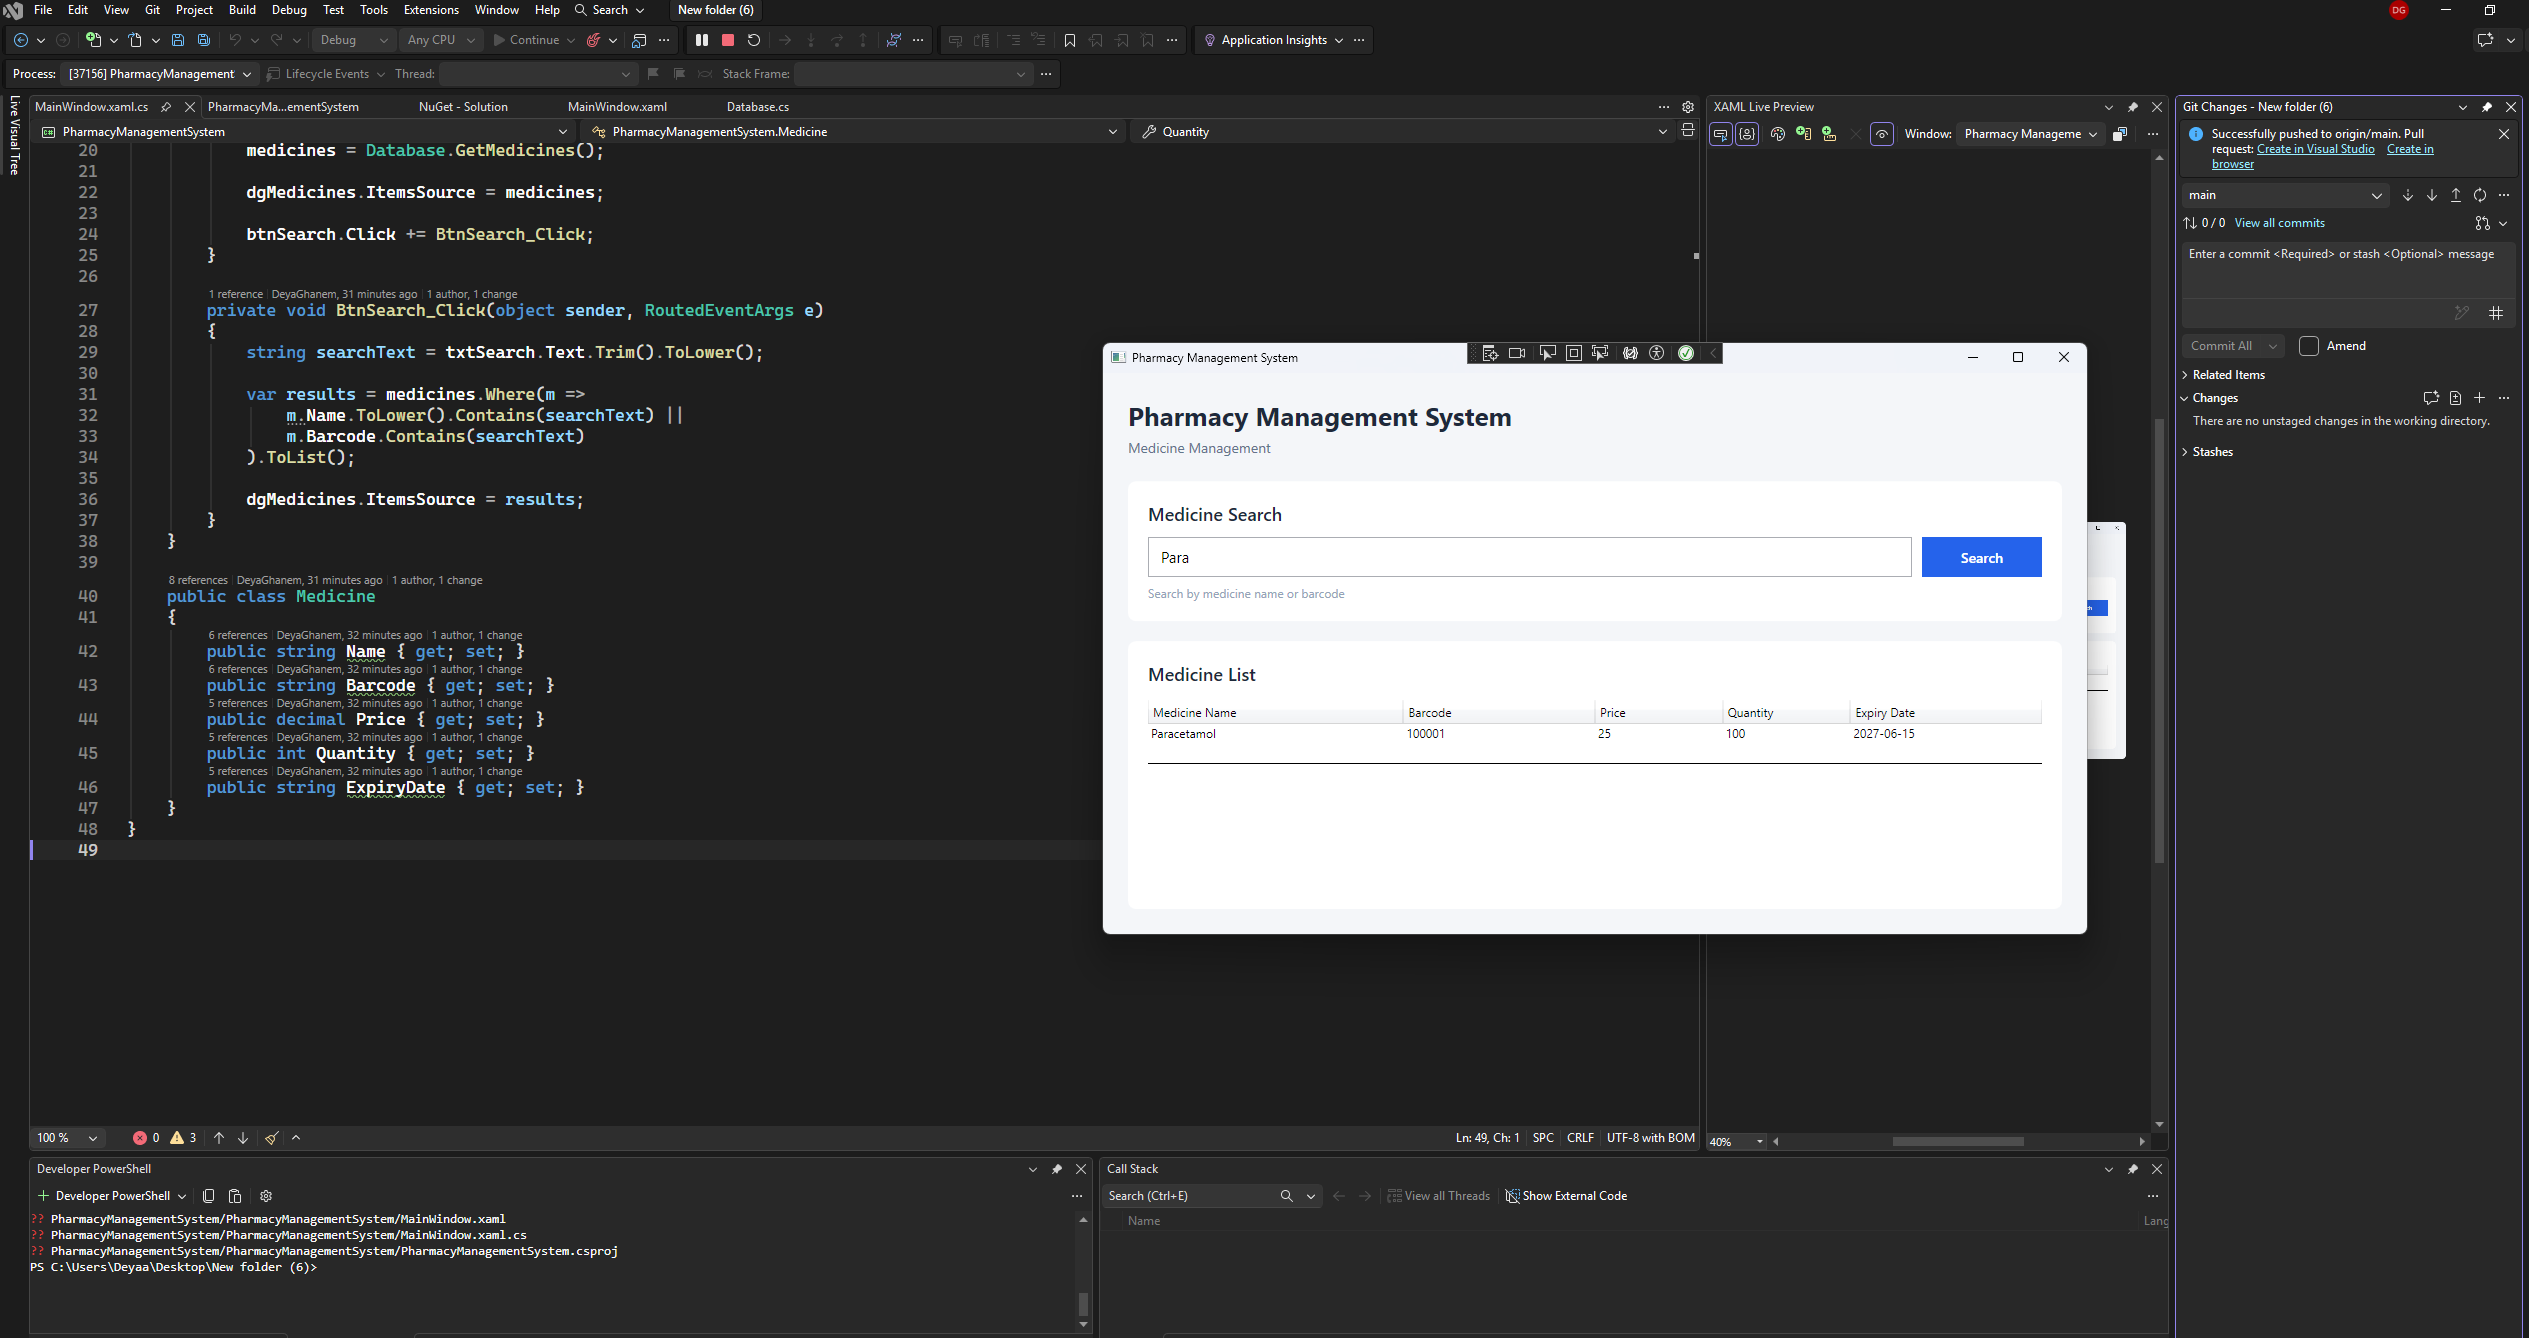 File Edit View Git Project Build Debug Test Tools Extensions Window Help Search New folder (6) DG
Debug Any CPU Continue Application Insights
Process: [37156] PharmacyManagement Lifecycle Events Thread: Stack Frame:
Live Visual Tree
MainWindow.xaml.cs PharmacyMa...ementSystem NuGet - Solution MainWindow.xaml Database.cs
PharmacyManagementSystem PharmacyManagementSystem.Medicine Quantity
20 medicines = Database.GetMedicines();
21
22 dgMedicines.ItemsSource = medicines;
23
24 btnSearch.Click += BtnSearch_Click;
25 }
26
1 reference | DeyaGhanem, 31 minutes ago | 1 author, 1 change
27 private void BtnSearch_Click(object sender, RoutedEventArgs e)
28 {
29 string searchText = txtSearch.Text.Trim().ToLower();
30
31 var results = medicines.Where(m =>
32 m.Name.ToLower().Contains(searchText) ||
33 m.Barcode.Contains(searchText)
34 ).ToList();
35
36 dgMedicines.ItemsSource = results;
37 }
38 }
39
8 references | DeyaGhanem, 31 minutes ago | 1 author, 1 change
40 public class Medicine
41 {
6 references | DeyaGhanem, 32 minutes ago | 1 author, 1 change
42 public string Name { get; set; }
6 references | DeyaGhanem, 32 minutes ago | 1 author, 1 change
43 public string Barcode { get; set; }
5 references | DeyaGhanem, 32 minutes ago | 1 author, 1 change
44 public decimal Price { get; set; }
5 references | DeyaGhanem, 32 minutes ago | 1 author, 1 change
45 public int Quantity { get; set; }
5 references | DeyaGhanem, 32 minutes ago | 1 author, 1 change
46 public string ExpiryDate { get; set; }
47 }
48 }
49
100 % 0 3 Ln: 49, Ch: 1 SPC CRLF UTF-8 with BOM
XAML Live Preview
Window: Pharmacy Manageme
40%
Pharmacy Management System
Pharmacy Management System
Medicine Management
Medicine Search
Para Search
Search by medicine name or barcode
Medicine List
Medicine Name Barcode Price Quantity Expiry Date
Paracetamol 100001 25 100 2027-06-15
Git Changes - New folder (6)
Successfully pushed to origin/main. Pull
request: Create in Visual Studio Create in
browser
main
0 / 0 View all commits
Enter a commit <Required> or stash <Optional> message
Commit All Amend
Related Items
Changes
There are no unstaged changes in the working directory.
Stashes
Developer PowerShell
Developer PowerShell
?? PharmacyManagementSystem/PharmacyManagementSystem/MainWindow.xaml
?? PharmacyManagementSystem/PharmacyManagementSystem/MainWindow.xaml.cs
?? PharmacyManagementSystem/PharmacyManagementSystem/PharmacyManagementSystem.csproj
PS C:\Users\Deyaa\Desktop\New folder (6)>
Call Stack
Search (Ctrl+E) View all Threads Show External Code
Name Lang